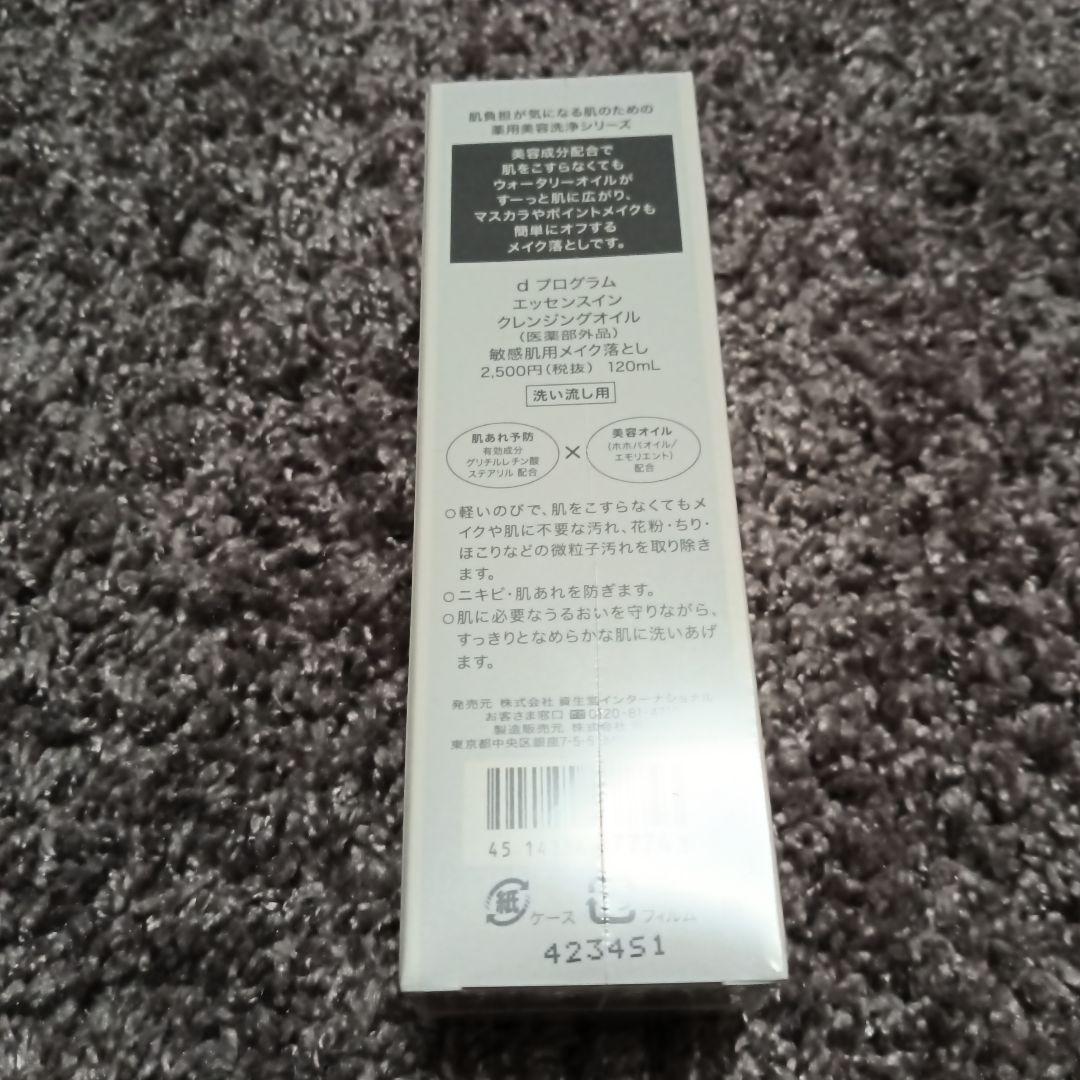 肌負担が気になる肌のための
薬用美容洗浄シリーズ
美容成分配合で
肌をこすらなくても
ウォータリーオイルが
すーっと肌に広がり、
マスカラやポイントメイクも
簡単にオフする
メイク落としです。
d プログラム
エッセンスイン
クレンジングオイル
(医薬部外品)
敏感肌用メイク落とし
2,500円(税抜) 120mL
洗い流し用
肌あれ予防
有効成分
グリチルレチン酸
ステアリル 配合
×
美容オイル
(ホホバオイル/
エモリエント)
配合
○軽いのびで、肌をこすらなくてもメ
イクや肌に不要な汚れ、花粉・ちり・
ほこりなどの微粒子汚れを取り除き
ます。
○ニキビ・肌あれを防ぎます。
○肌に必要なうるおいを守りながら、
すっきりとなめらかな肌に洗いあげ
ます。
発売元 株式会社 資生堂インターナショナル
お客さま窓口 0120-81-
製造販売元 株式会社
東京都中央区銀座7-5-5
45 14
紙
ケース
フィルム
423451